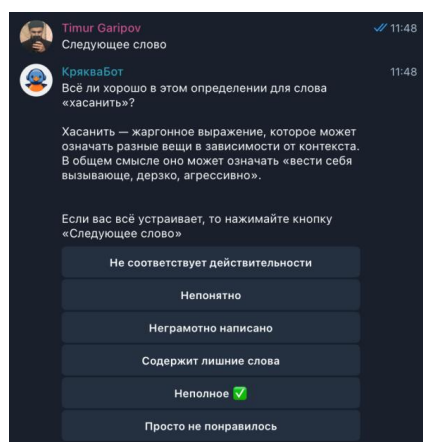 Timur Garipov
11:48
Следующее слово
КрякваБот
11:48
Всё ли хорошо в этом определении для слова
«хасанить»?
Хасанить — жаргонное выражение, которое может
означать разные вещи в зависимости от контекста.
В общем смысле оно может означать «вести себя
вызывающе, дерзко, агрессивно».
Если вас всё устраивает, то нажимайте кнопку
«Следующее слово»
Не соответствует действительности
Непонятно
Неграмотно написано
Содержит лишние слова
Неполное ✅
Просто не понравилось